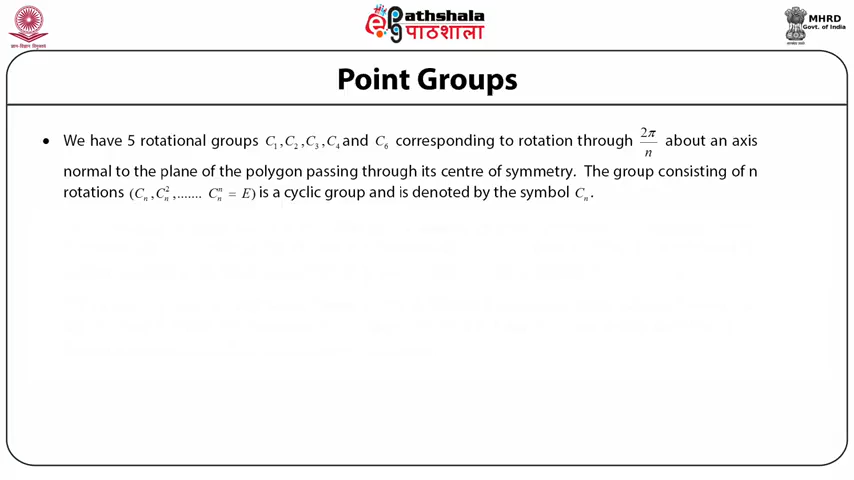 ePathshala
पाठशाला
MHRD
Govt. of India
Point Groups
• We have 5 rotational groups C₁, C₂, C₃, C₄ and C₆ corresponding to rotation through 2π/n about an axis
normal to the plane of the polygon passing through its centre of symmetry. The group consisting of n
rotations (Cₙ, Cₙ², ....... Cₙⁿ = E) is a cyclic group and is denoted by the symbol Cₙ.